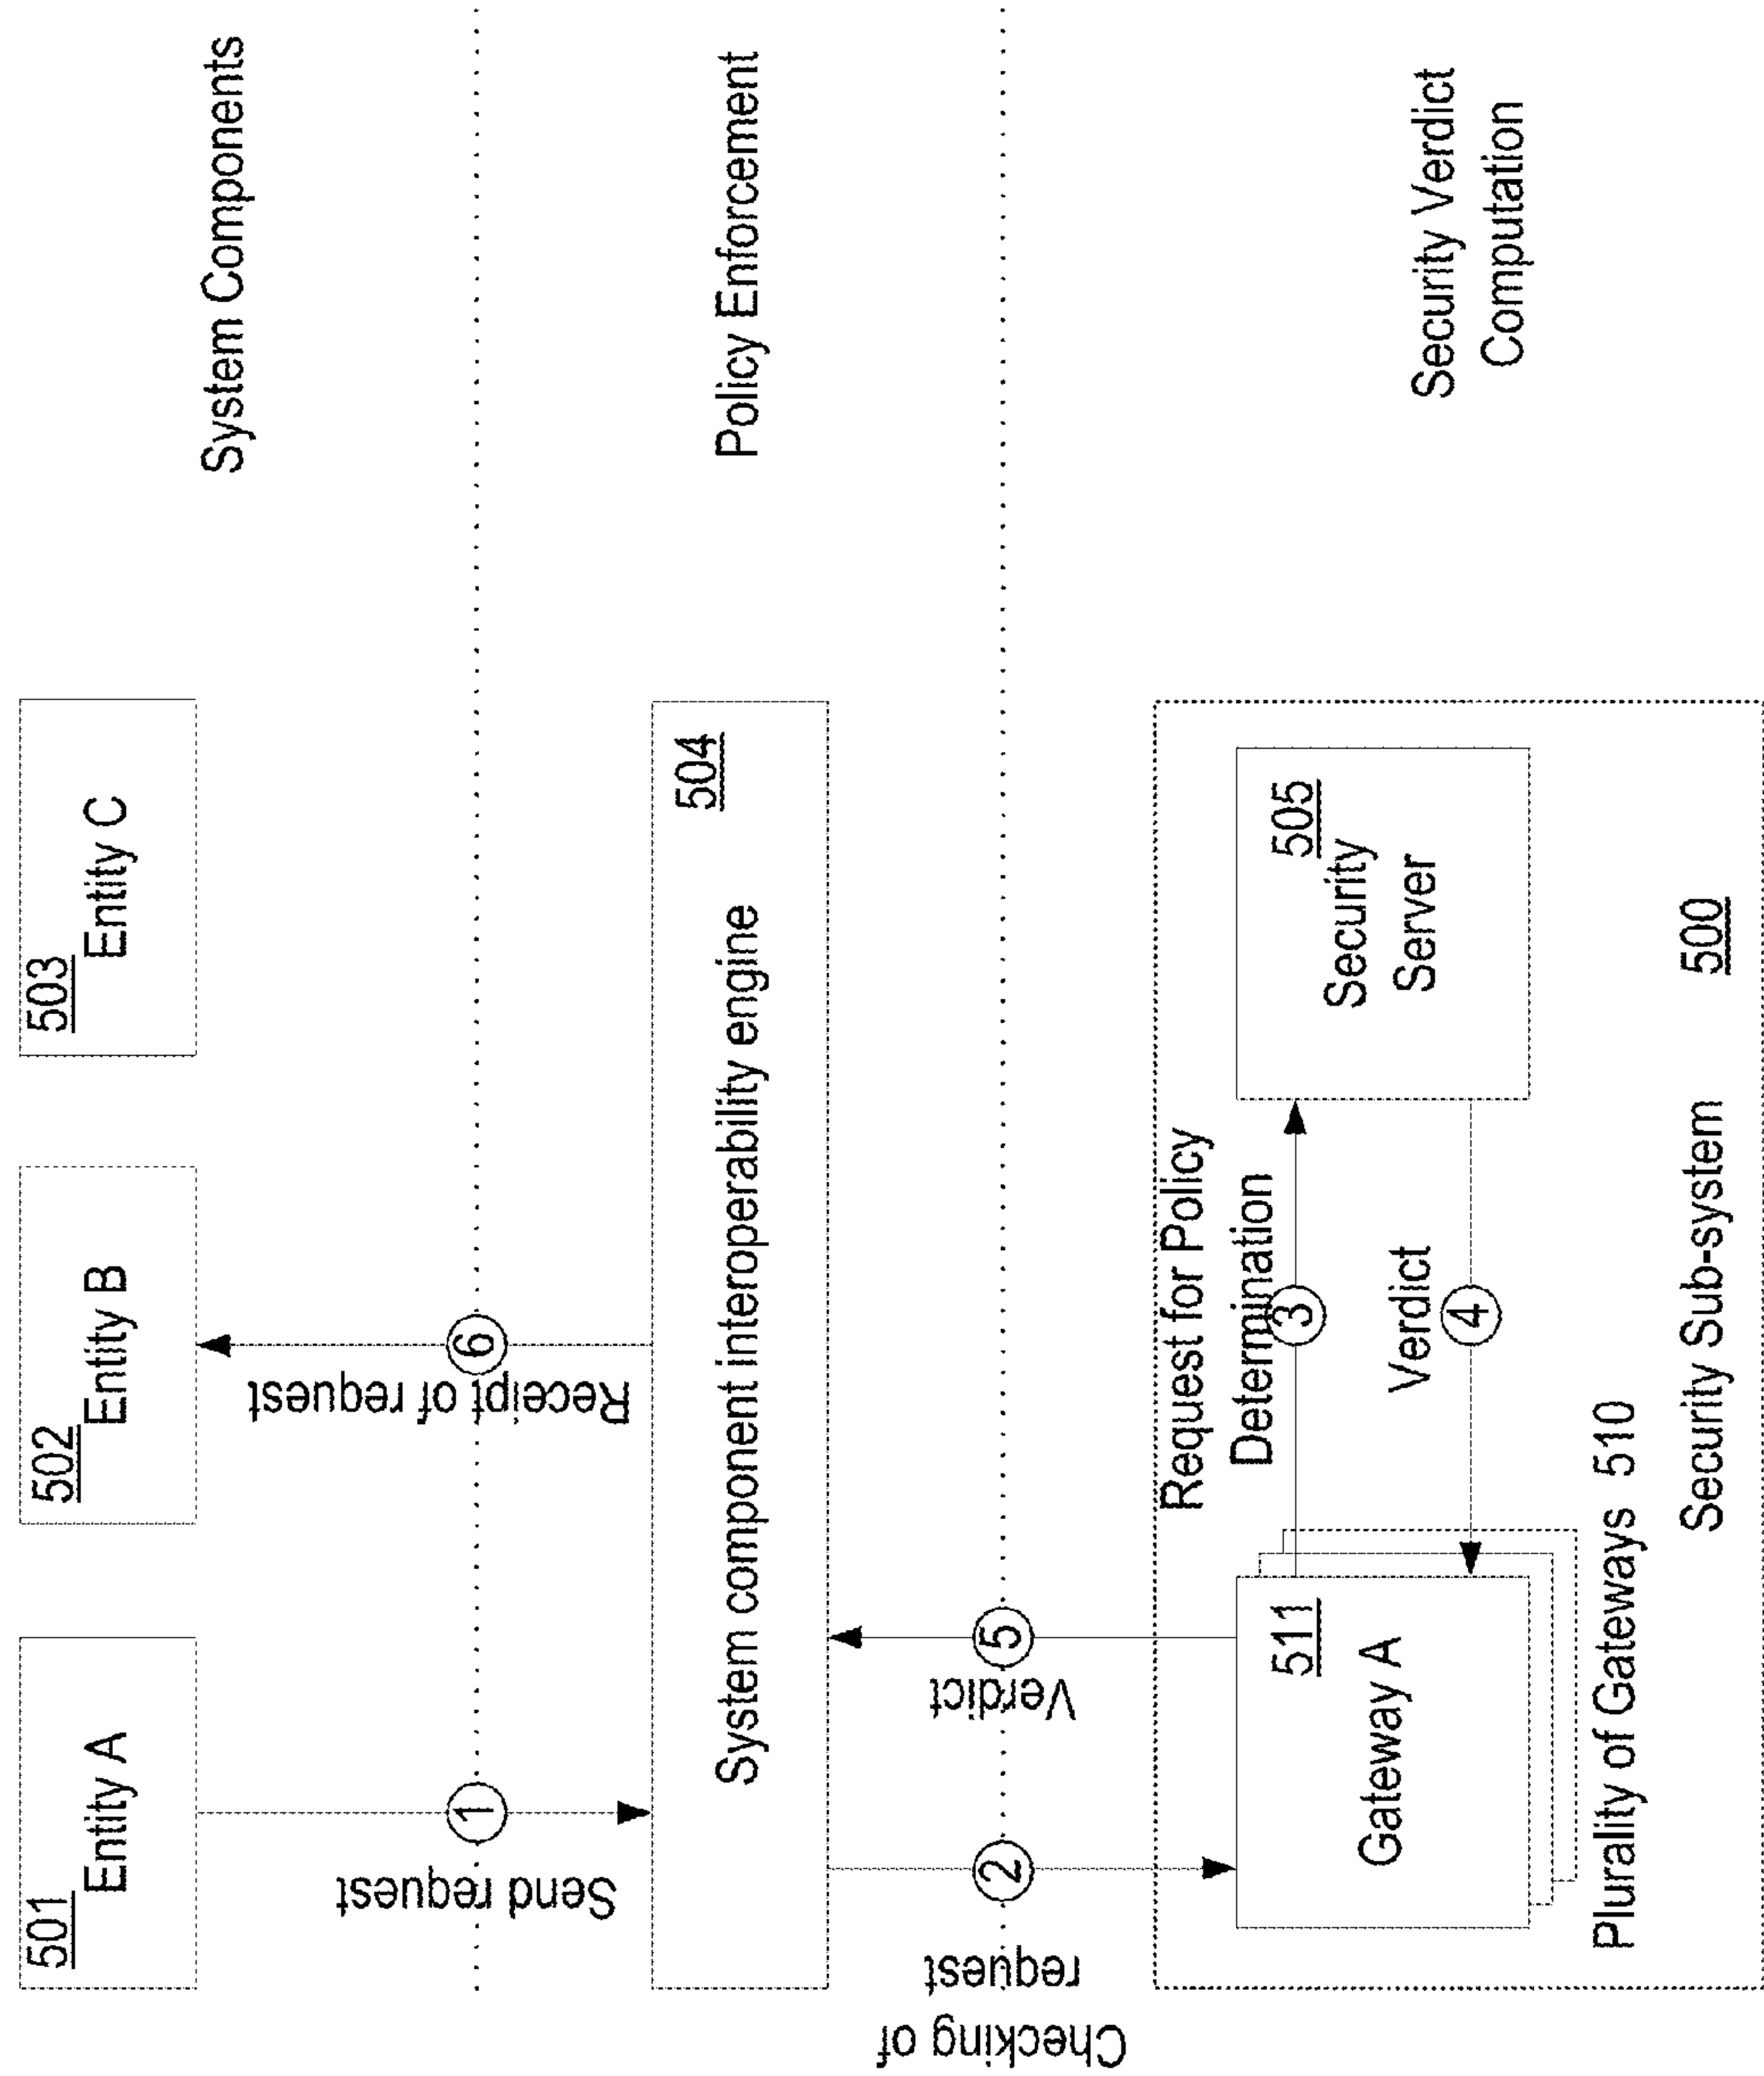 501
Entity A
502
Entity B
503
Entity C
System Components
Send request
1
6
Receipt of request
504
System component interoperability engine
Policy Enforcement
Checking of
request
2
5
Verdict
511
Gateway A
Request for Policy
Determination
3
Verdict
4
505
Security
Server
Plurality of Gateways 510
Security Sub-system
500
Security Verdict
Computation